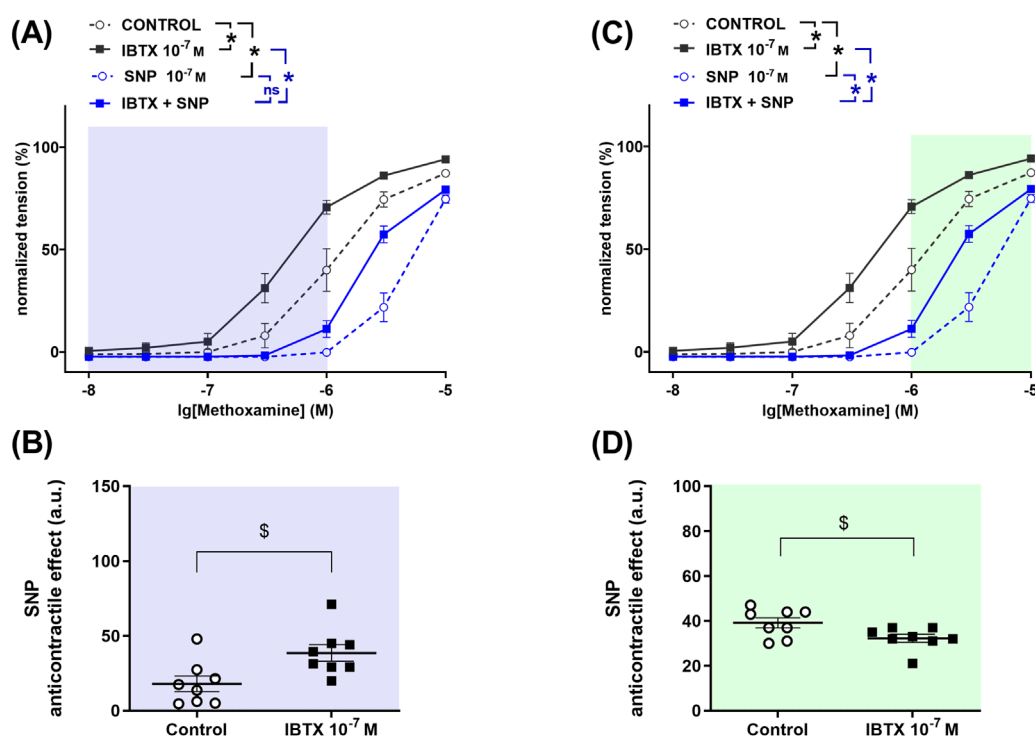 (A)
CONTROL
IBTX 10⁻⁷ M
SNP 10⁻⁷ M
IBTX + SNP
*
*
*
ns
normalized tension (%)
100
50
0
-8
-7
-6
-5
lg[Methoxamine] (M)
(C)
CONTROL
IBTX 10⁻⁷ M
SNP 10⁻⁷ M
IBTX + SNP
*
*
*
*
normalized tension (%)
100
50
0
-8
-7
-6
-5
lg[Methoxamine] (M)
(B)
SNP
anticontractile effect (a.u.)
150
100
50
0
$
Control
IBTX 10⁻⁷ M
(D)
SNP
anticontractile effect (a.u.)
100
80
60
40
20
0
$
Control
IBTX 10⁻⁷ M